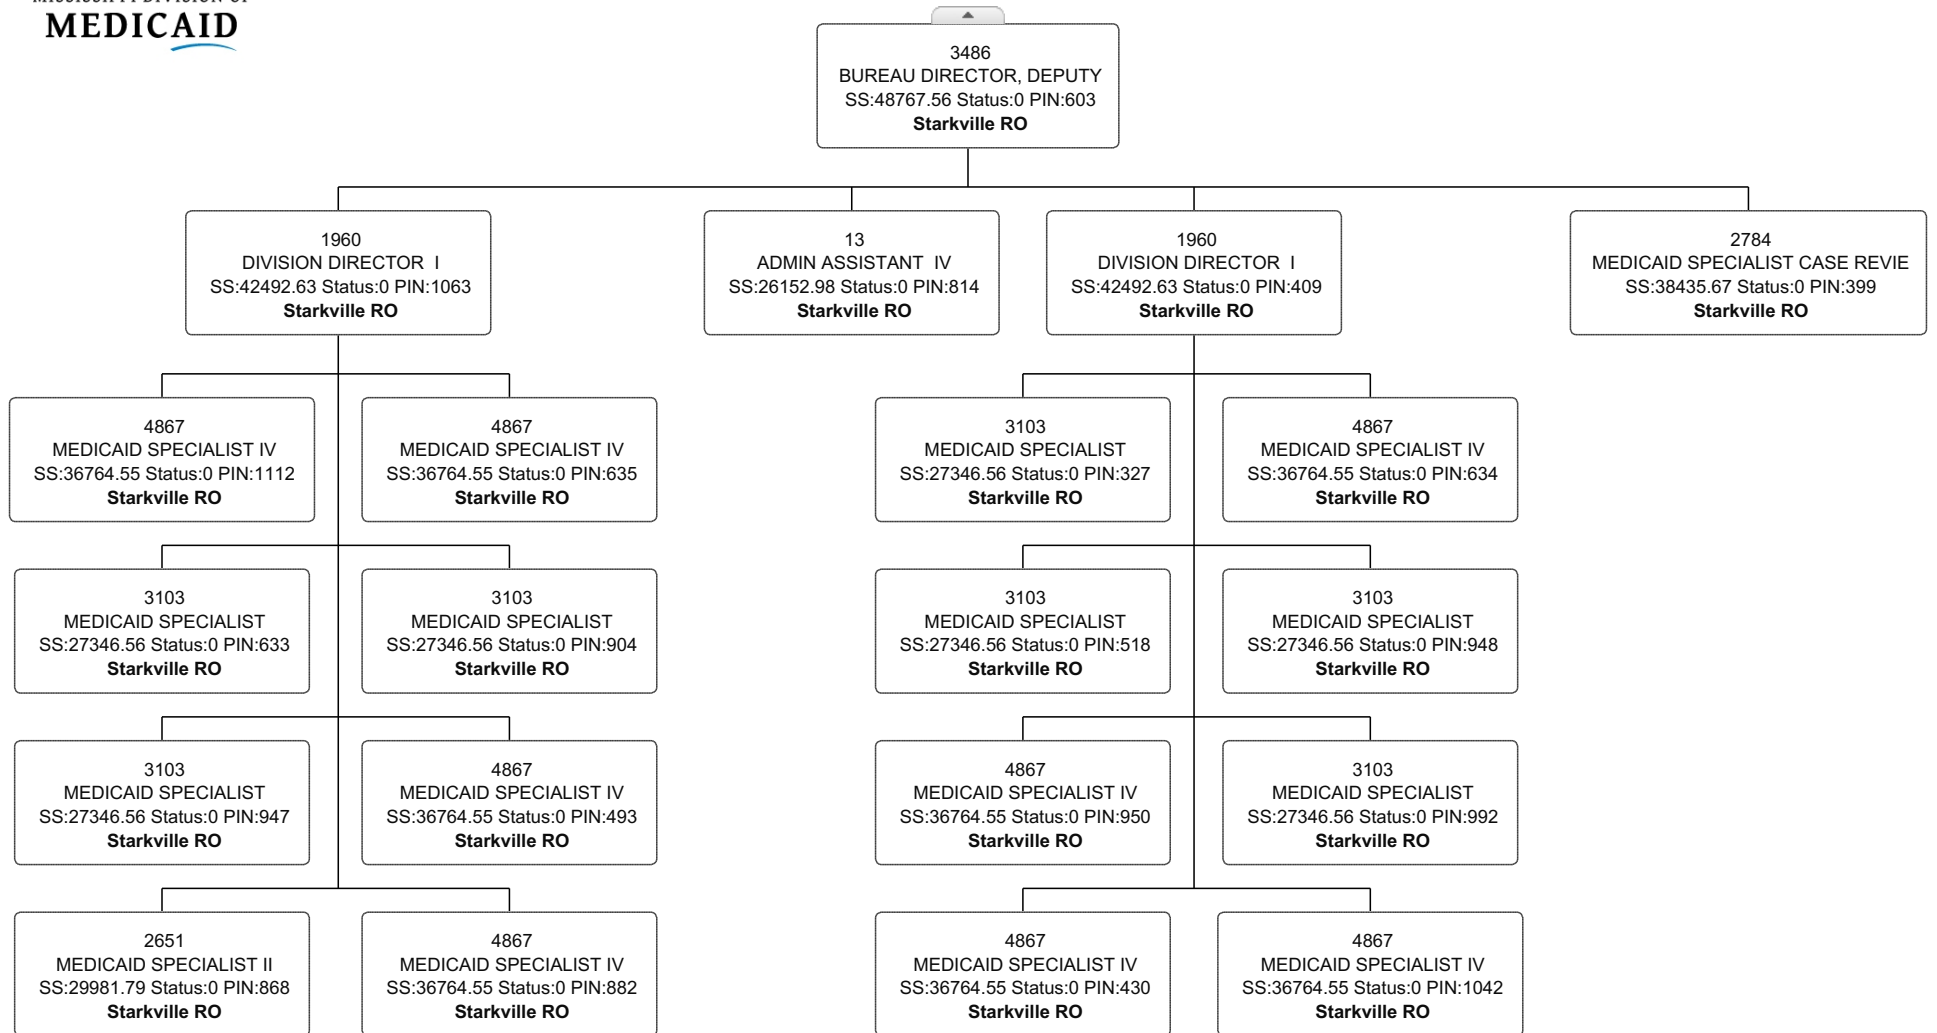 MISSISSIPPI DIVISION OF
MEDICAID
3486
BUREAU DIRECTOR, DEPUTY
SS:48767.56 Status:0 PIN:603
Starkville RO
1960
DIVISION DIRECTOR I
SS:42492.63 Status:0 PIN:1063
Starkville RO
13
ADMIN ASSISTANT IV
SS:26152.98 Status:0 PIN:814
Starkville RO
1960
DIVISION DIRECTOR I
SS:42492.63 Status:0 PIN:409
Starkville RO
2784
MEDICAID SPECIALIST CASE REVIE
SS:38435.67 Status:0 PIN:399
Starkville RO
4867
MEDICAID SPECIALIST IV
SS:36764.55 Status:0 PIN:1112
Starkville RO
4867
MEDICAID SPECIALIST IV
SS:36764.55 Status:0 PIN:635
Starkville RO
3103
MEDICAID SPECIALIST
SS:27346.56 Status:0 PIN:327
Starkville RO
4867
MEDICAID SPECIALIST IV
SS:36764.55 Status:0 PIN:634
Starkville RO
3103
MEDICAID SPECIALIST
SS:27346.56 Status:0 PIN:633
Starkville RO
3103
MEDICAID SPECIALIST
SS:27346.56 Status:0 PIN:904
Starkville RO
3103
MEDICAID SPECIALIST
SS:27346.56 Status:0 PIN:518
Starkville RO
3103
MEDICAID SPECIALIST
SS:27346.56 Status:0 PIN:948
Starkville RO
3103
MEDICAID SPECIALIST
SS:27346.56 Status:0 PIN:947
Starkville RO
4867
MEDICAID SPECIALIST IV
SS:36764.55 Status:0 PIN:493
Starkville RO
4867
MEDICAID SPECIALIST IV
SS:36764.55 Status:0 PIN:950
Starkville RO
3103
MEDICAID SPECIALIST
SS:27346.56 Status:0 PIN:992
Starkville RO
2651
MEDICAID SPECIALIST II
SS:29981.79 Status:0 PIN:868
Starkville RO
4867
MEDICAID SPECIALIST IV
SS:36764.55 Status:0 PIN:882
Starkville RO
4867
MEDICAID SPECIALIST IV
SS:36764.55 Status:0 PIN:430
Starkville RO
4867
MEDICAID SPECIALIST IV
SS:36764.55 Status:0 PIN:1042
Starkville RO